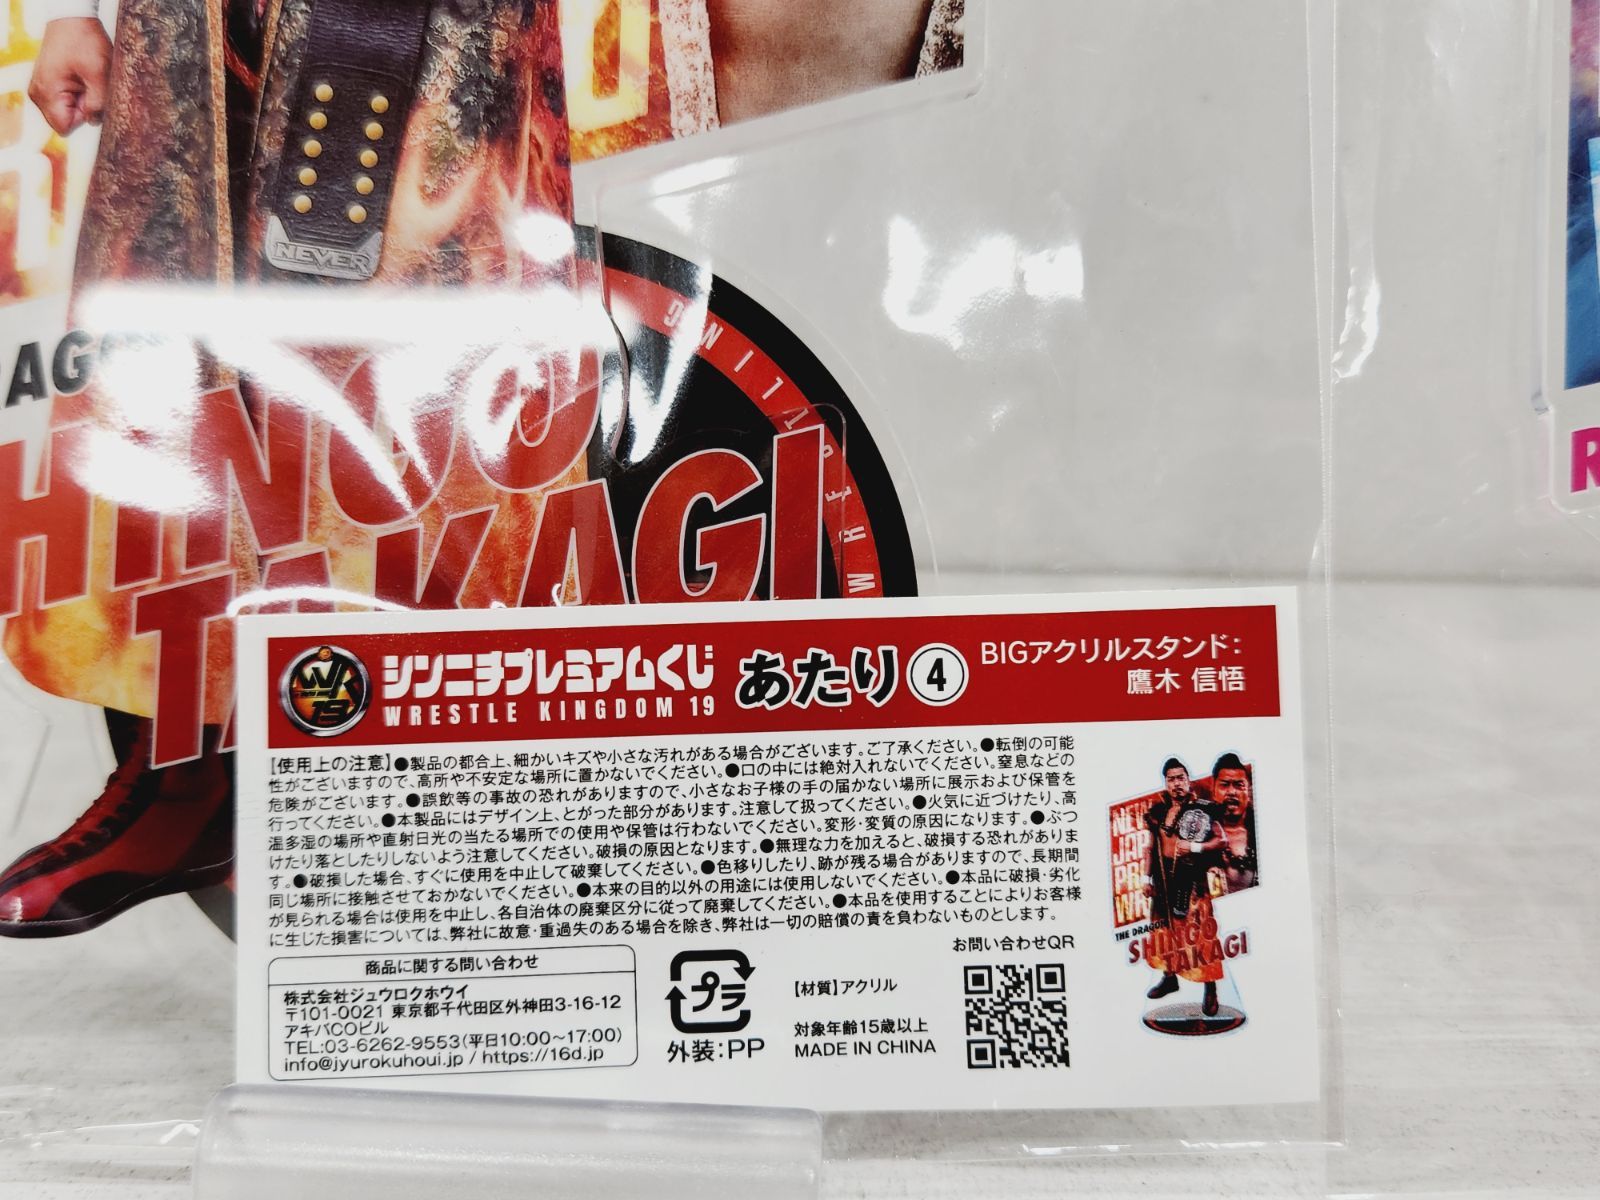 NEVER
RAG
SHINGO
TAKAGI
WRESTLING
R
WK
19
シンニチプレミアムくじ
WRESTLE KINGDOM 19
あたり④
BIGアクリルスタンド:
鷹木 信悟
【使用上の注意】●製品の都合上、細かいキズや小さな汚れがある場合がございます。ご了承ください。●転倒の可能
性がございますので、高所や不安定な場所に置かないでください。●口の中には絶対入れないでください。窒息などの
危険がございます。●誤飲等の事故の恐れがありますので、小さなお子様の手の届かない場所に展示および保管を
行ってください。●本製品にはデザイン上、とがった部分があります。注意して扱ってください。●火気に近づけたり、高
温多湿の場所や直射日光の当たる場所での使用や保管は行わないでください。変形・変質の原因になります。●ぶつ
けたり落としたりしないよう注意してください。破損の原因となります。●無理な力を加えると、破損する恐れがありま
す。●破損した場合、すぐに使用を中止して破棄してください。●色移りしたり、跡が残る場合がありますので、長期間
同じ場所に接触させておかないでください。●本来の目的以外の用途には使用しないでください。●本品に破損・劣化
が見られる場合は使用を中止し、各自治体の廃棄区分に従って廃棄してください。●本品を使用することによりお客様
に生じた損害については、弊社に故意・重過失のある場合を除き、弊社は一切の賠償の責を負わないものとします。
商品に関する問い合わせ
株式会社ジュウロクホウイ
〒101-0021 東京都千代田区外神田3-16-12
アキバCOビル
TEL:03-6262-9553(平日10:00～17:00)
info@jyurokuhoui.jp / https://16d.jp
プラ
外装:PP
【材質】アクリル
対象年齢15歳以上
MADE IN CHINA
お問い合わせQR
NEW
JAP
PR
WR
THE DRAGON
SHINGO
TAKAGI